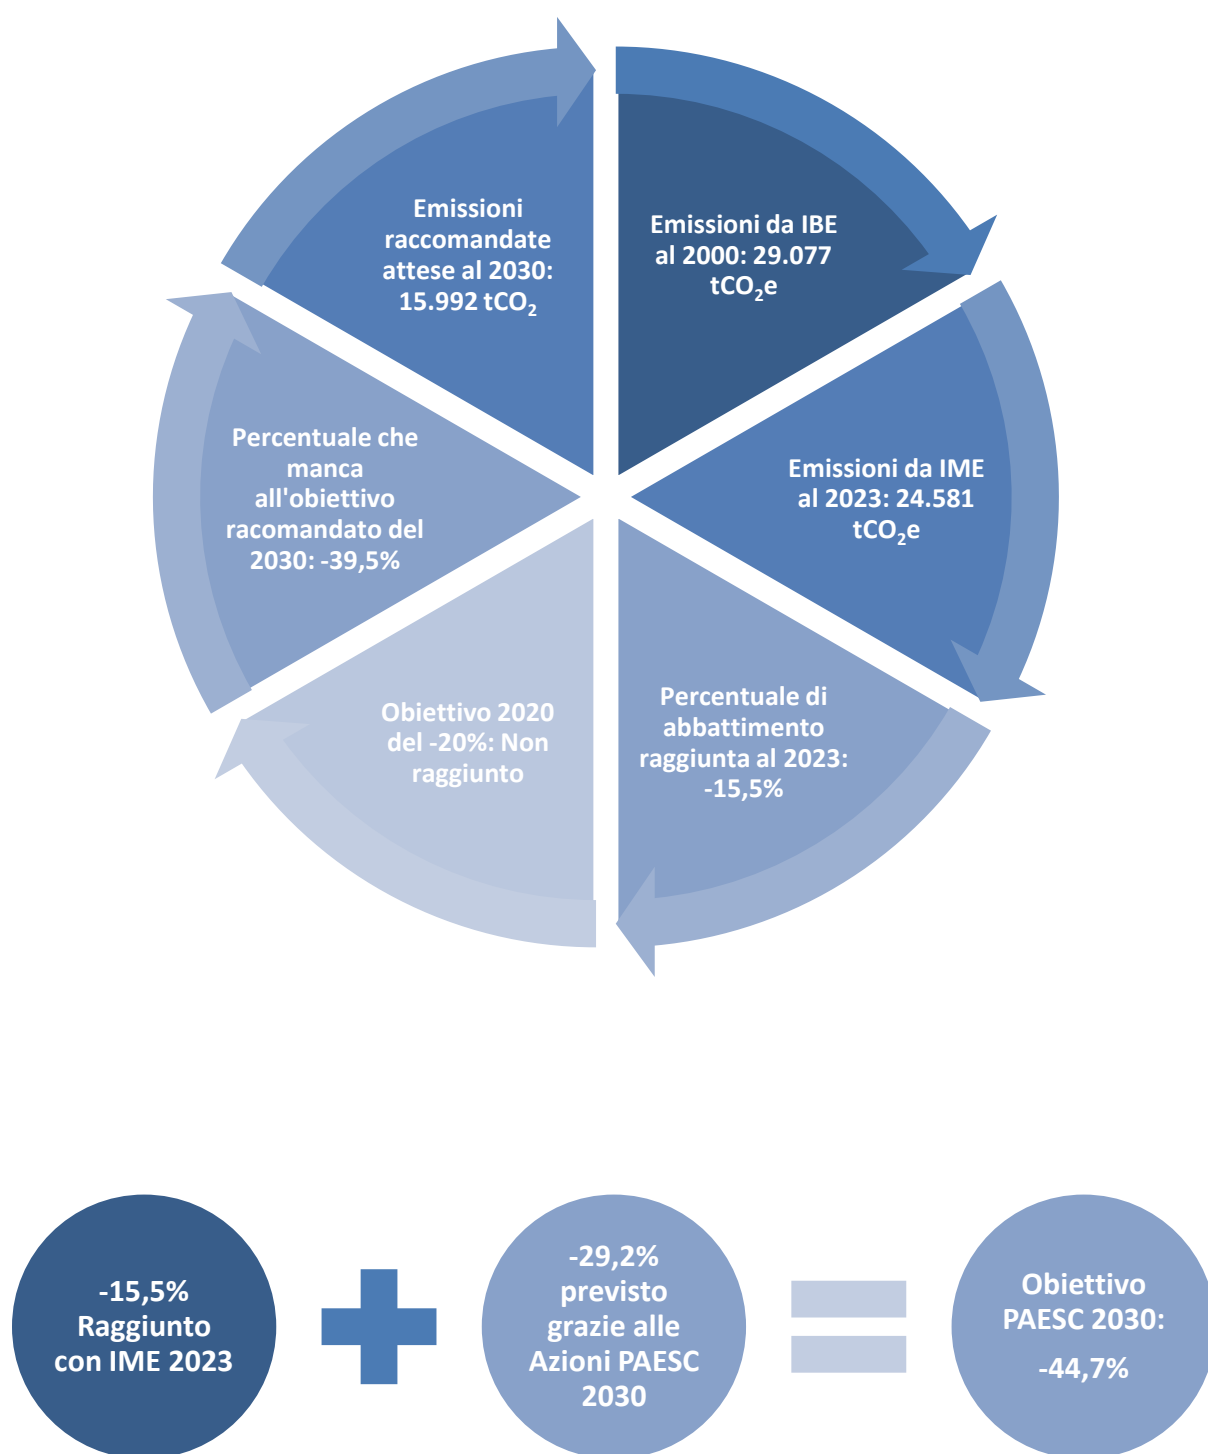 Emissioni da IBE
al 2000: 29.077
tCO₂e
Emissioni da IME
al 2023: 24.581
tCO₂e
Percentuale di
abbattimento
raggiunta al 2023:
-15,5%
Obiettivo 2020
del -20%: Non
raggiunto
Percentuale che
manca
all'obiettivo
racomandato del
2030: -39,5%
Emissioni
raccomandate
attese al 2030:
15.992 tCO₂
-15,5%
Raggiunto
con IME 2023
-29,2%
previsto
grazie alle
Azioni PAESC
2030
Obiettivo
PAESC 2030:
-44,7%